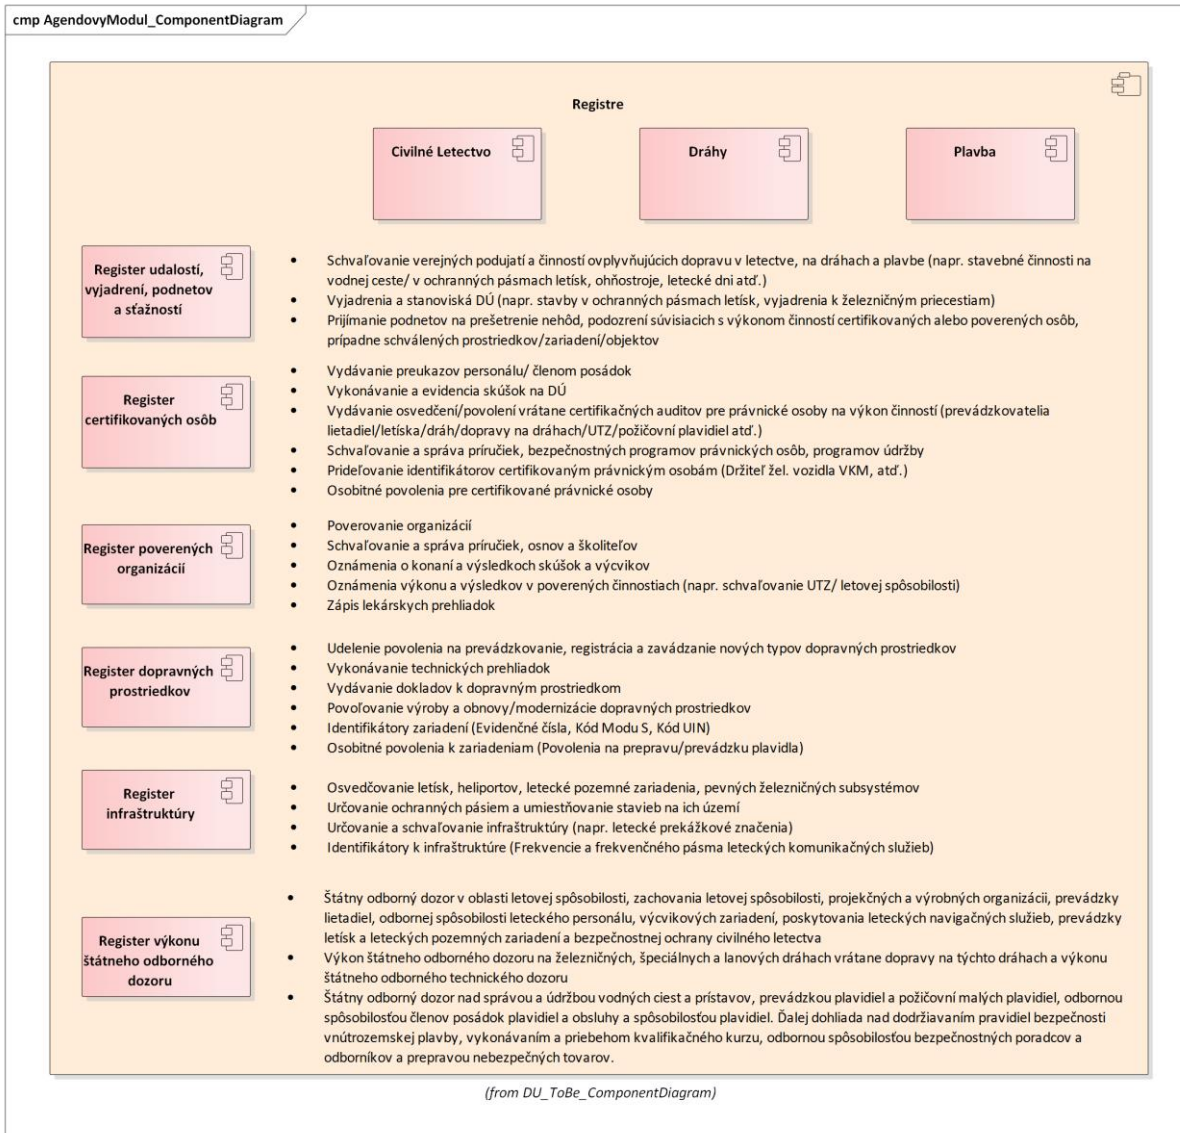 cmp AgendovyModul_ComponentDiagram
Registre
Civilné Letectvo
Dráhy
Plavba
Register udalostí,
vyjadrení, podnetov
a sťažností
• Schvaľovanie verejných podujatí a činností ovplyvňujúcich dopravu v letectve, na dráhach a plavbe (napr. stavebné činnosti na
vodnej ceste/ v ochranných pásmach letísk, ohňostroje, letecké dni atď.)
• Vyjadrenia a stanoviská DÚ (napr. stavby v ochranných pásmach letísk, vyjadrenia k železničným priecestiam)
• Prijímanie podnetov na prešetrenie nehôd, podozrení súvisiacich s výkonom činností certifikovaných alebo poverených osôb,
prípadne schválených prostriedkov/zariadení/objektov
Register
certifikovaných osôb
• Vydávanie preukazov personálu/ členom posádok
• Vykonávanie a evidencia skúšok na DÚ
• Vydávanie osvedčení/povolení vrátane certifikačných auditov pre právnické osoby na výkon činností (prevádzkovatelia
lietadiel/letíska/dráh/dopravy na dráhach/UTZ/požičovní plavidiel atď.)
• Schvaľovanie a správa príručiek, bezpečnostných programov právnických osôb, programov údržby
• Prideľovanie identifikátorov certifikovaným právnickým osobám (Držiteľ žel. vozidla VKM, atď.)
• Osobitné povolenia pre certifikované právnické osoby
Register poverených
organizácií
• Poverovanie organizácií
• Schvaľovanie a správa príručiek, osnov a školiteľov
• Oznámenia o konaní a výsledkoch skúšok a výcvikov
• Oznámenia výkonu a výsledkov v poverených činnostiach (napr. schvaľovanie UTZ/ letovej spôsobilosti)
• Zápis lekárskych prehliadok
Register dopravných
prostriedkov
• Udelenie povolenia na prevádzkovanie, registrácia a zavádzanie nových typov dopravných prostriedkov
• Vykonávanie technických prehliadok
• Vydávanie dokladov k dopravným prostriedkom
• Povoľovanie výroby a obnovy/modernizácie dopravných prostriedkov
• Identifikátory zariadení (Evidenčné čísla, Kód Modu S, Kód UIN)
• Osobitné povolenia k zariadeniam (Povolenia na prepravu/prevádzku plavidla)
Register
infraštruktúry
• Osvedčovanie letísk, heliportov, letecké pozemné zariadenia, pevných železničných subsystémov
• Určovanie ochranných pásiem a umiestňovanie stavieb na ich území
• Určovanie a schvaľovanie infraštruktúry (napr. letecké prekážkové značenia)
• Identifikátory k infraštruktúre (Frekvencie a frekvenčného pásma leteckých komunikačných služieb)
Register výkonu
štátneho odborného
dozoru
• Štátny odborný dozor v oblasti letovej spôsobilosti, zachovania letovej spôsobilosti, projekčných a výrobných organizácii, prevádzky
lietadiel, odbornej spôsobilosti leteckého personálu, výcvikových zariadení, poskytovania leteckých navigačných služieb, prevádzky
letísk a leteckých pozemných zariadení a bezpečnostnej ochrany civilného letectva
• Výkon štátneho odborného dozoru na železničných, špeciálnych a lanových dráhach vrátane dopravy na týchto dráhach a výkonu
štátneho odborného technického dozoru
• Štátny odborný dozor nad správou a údržbou vodných ciest a prístavov, prevádzkou plavidiel a požičovní malých plavidiel, odbornou
spôsobilosťou členov posádok plavidiel a obsluhy a spôsobilosťou plavidiel. Ďalej dohliada nad dodržiavaním pravidiel bezpečnosti
vnútrozemskej plavby, vykonávaním a priebehom kvalifikačného kurzu, odbornou spôsobilosťou bezpečnostných poradcov a
odborníkov a prepravou nebezpečných tovarov.
(from DU_ToBe_ComponentDiagram)